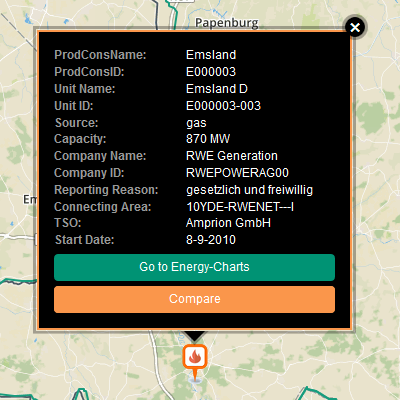 Papenburg
ProdConsName: Emsland
ProdConsID: E000003
Unit Name: Emsland D
Unit ID: E000003-003
Source: gas
Capacity: 870 MW
Company Name: RWE Generation
Company ID: RWEPOWERAG00
Reporting Reason: gesetzlich und freiwillig
Connecting Area: 10YDE-RWENET---I
TSO: Amprion GmbH
Start Date: 8-9-2010
Go to Energy-Charts
Compare